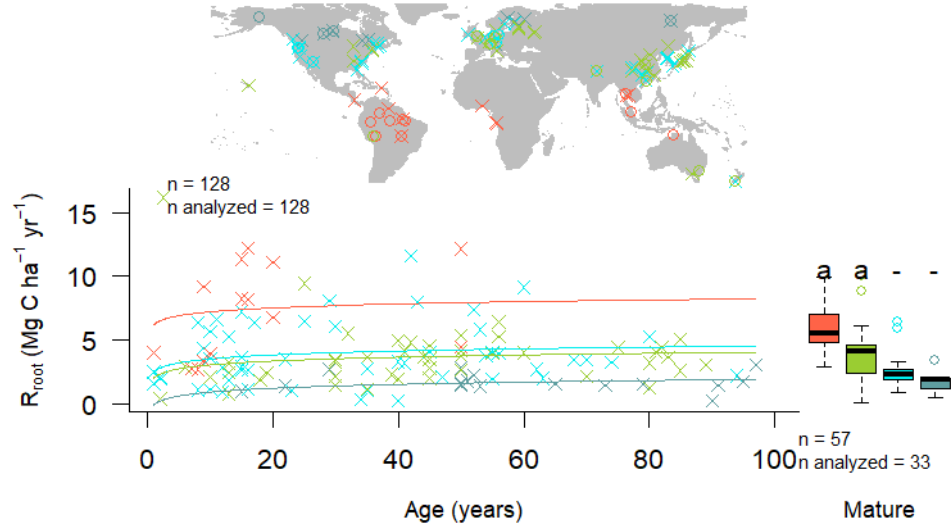 n = 128
n analyzed = 128
15
10
5
0
R_root (Mg C ha⁻¹ yr⁻¹)
a a - -
0 20 40 60 80 100
n = 57
n analyzed = 33
Age (years)
Mature